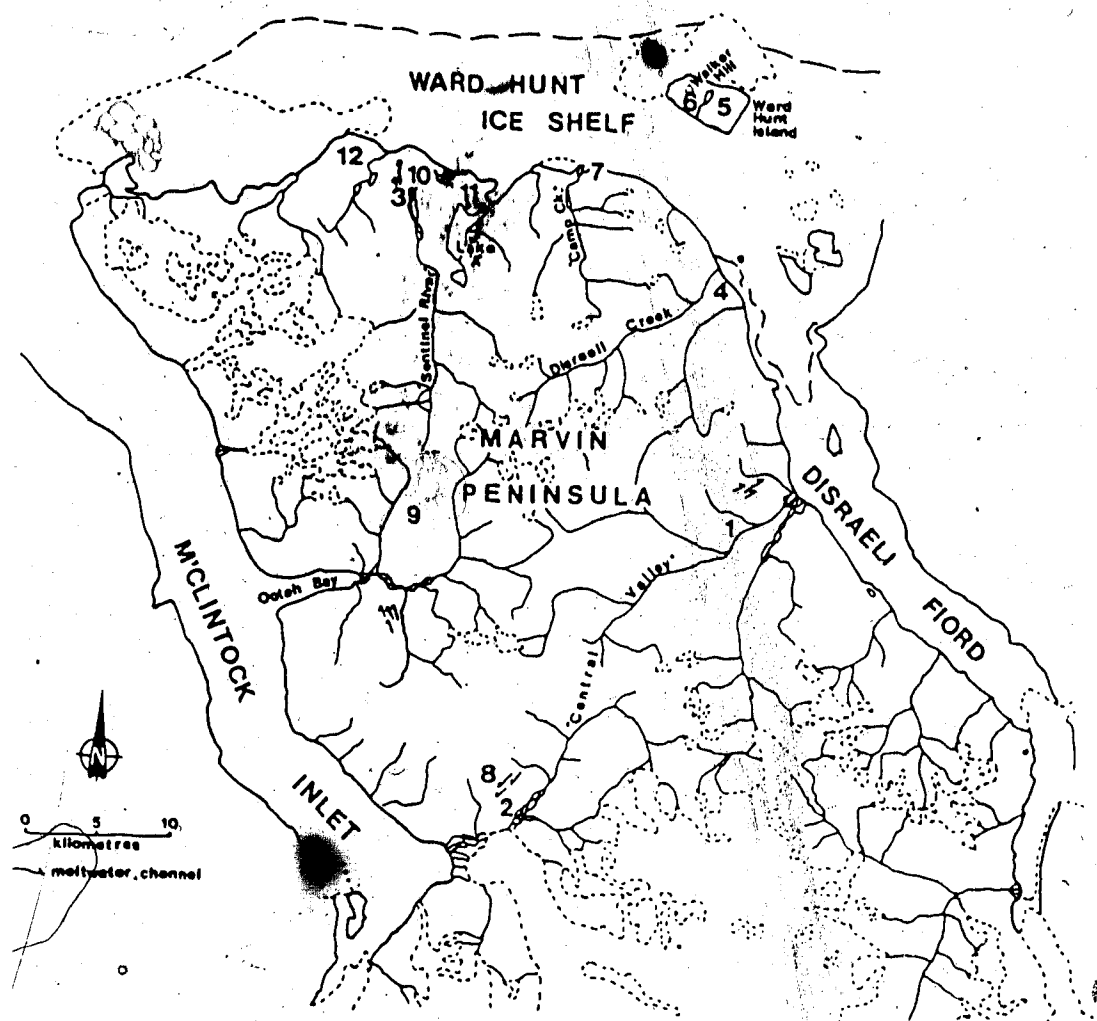 WARD HUNT
ICE SHELF
Walker
Hill
6 5
Ward
Hunt
Island
12
10
3
11
7
Lake
A
Camp Ck.
4
Sentinel River
Disraeli Creek
MARVIN
PENINSULA
9
1
DISRAELI
FIORD
M'CLINTOCK
INLET
Ootah Bay
Central Valley
8
2
N
0 5 10
kilometres
meltwater channel